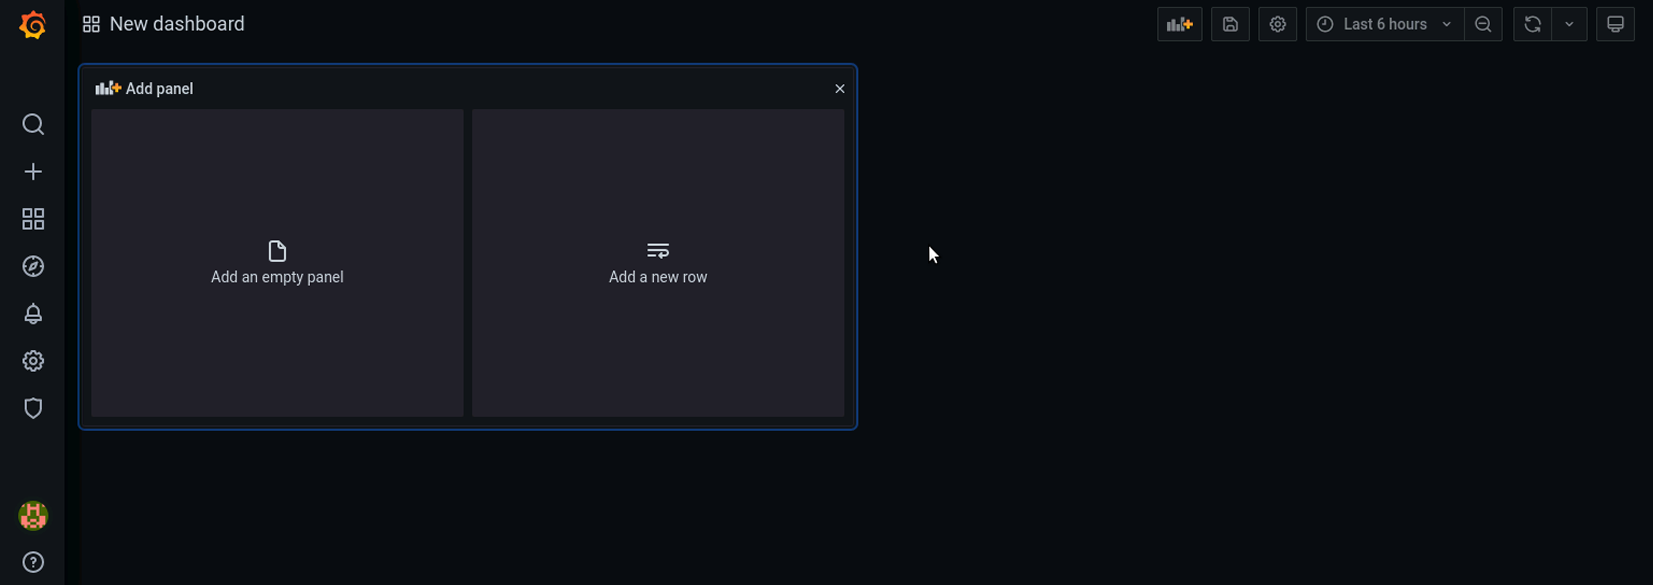 New dashboard
Last 6 hours
Add panel
Add an empty panel
Add a new row